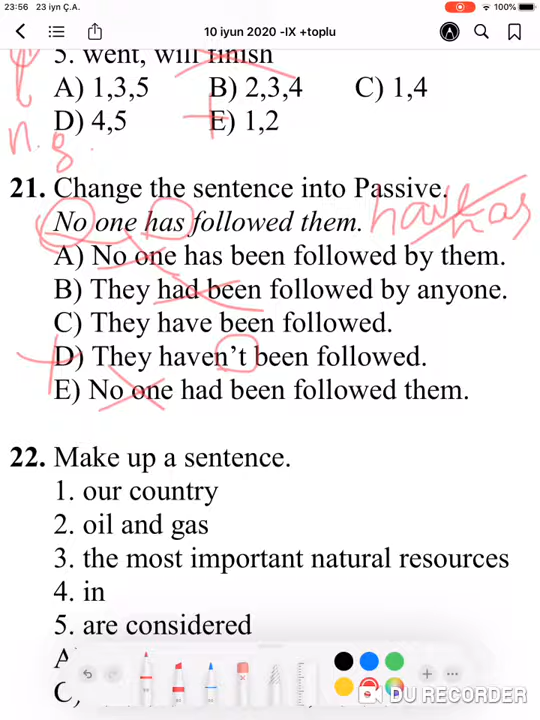 23:56 23 iyn Ç.A. 100%
10 iyun 2020 -IX +toplu
5. went, will finish
A) 1,3,5 B) 2,3,4 C) 1,4
D) 4,5 E) 1,2
n.g.
21. Change the sentence into Passive.
No one has followed them. have has
A) No one has been followed by them.
B) They had been followed by anyone.
C) They have been followed.
D) They haven't been followed.
E) No one had been followed them.
22. Make up a sentence.
1. our country
2. oil and gas
3. the most important natural resources
4. in
5. are considered
A
C,
DU RECORDER